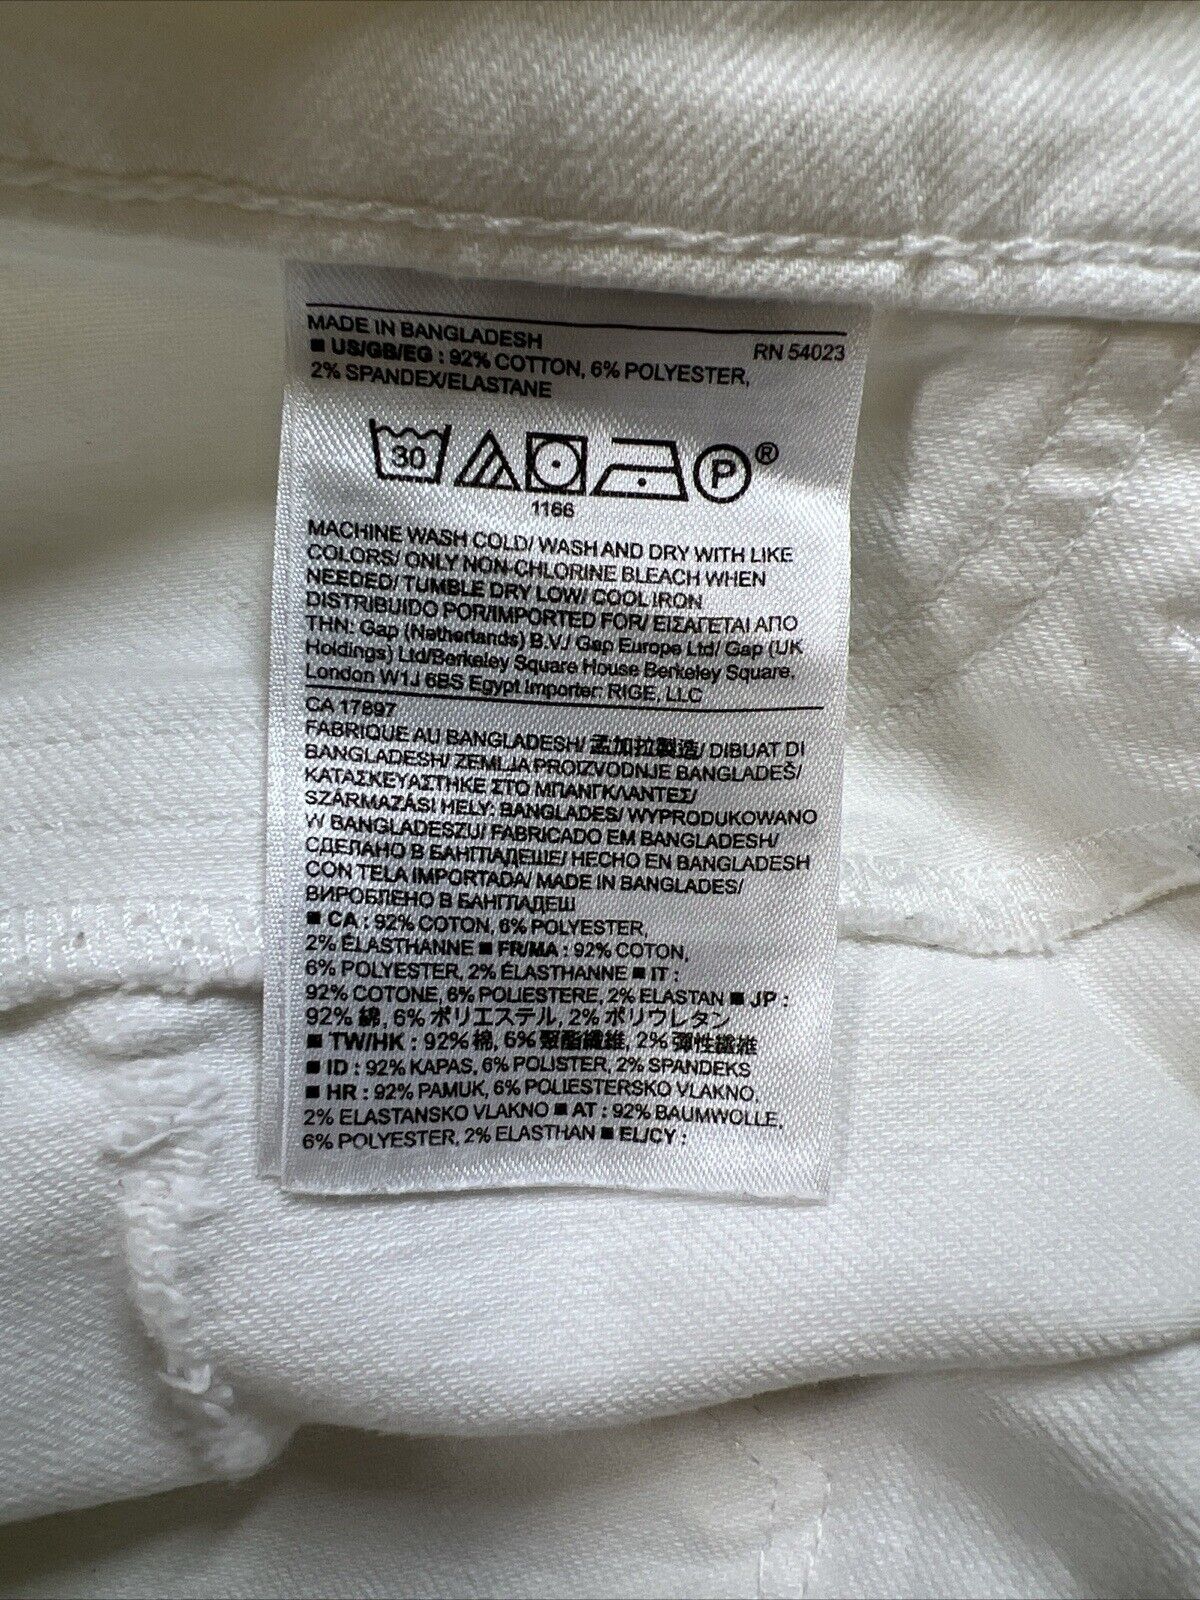 MADE IN BANGLADESH
RN 54023
■ US/GB/EG : 92% COTTON, 6% POLYESTER,
2% SPANDEX/ELASTANE
30
P ®
1166
MACHINE WASH COLD/ WASH AND DRY WITH LIKE
COLORS/ ONLY NON-CHLORINE BLEACH WHEN
NEEDED/ TUMBLE DRY LOW/ COOL IRON
DISTRIBUIDO POR/IMPORTED FOR/ ΕΙΣΑΓΕΤΑΙ ΑΠΟ
ΤΗΝ: Gap (Netherlands) B.V./ Gap Europe Ltd/ Gap (UK
Holdings) Ltd/Berkeley Square House Berkeley Square,
London W1J 6BS Egypt Importer: RIGE, LLC
CA 17897
FABRIQUE AU BANGLADESH/ 孟加拉製造/ DIBUAT DI
BANGLADESH/ ZEMLJA PROIZVODNJE BANGLADEŠ/
ΚΑΤΑΣΚΕΥΑΣΤΗΚΕ ΣΤΟ ΜΠΑΝΓΚΛΑΝΤΕΣ/
SZÁRMAZÁSI HELY: BANGLADES/ WYPRODUKOWANO
W BANGLADESZU/ FABRICADO EM BANGLADESH/
СДЕЛАНО В БАНГЛАДЕШЕ/ HECHO EN BANGLADESH
CON TELA IMPORTADA/ MADE IN BANGLADES/
ВИРОБЛЕНО В БАНГЛАДЕШ
■ CA : 92% COTON, 6% POLYESTER,
2% ÉLASTHANNE ■ FR/MA : 92% COTON,
6% POLYESTER, 2% ÉLASTHANNE ■ IT :
92% COTONE, 6% POLIESTERE, 2% ELASTAN ■ JP :
92% 綿, 6% ポリエステル, 2% ポリウレタン
■ TW/HK : 92% 棉, 6% 聚酯纖維, 2% 彈性纖維
■ ID : 92% KAPAS, 6% POLISTER, 2% SPANDEKS
■ HR : 92% PAMUK, 6% POLIESTERSKO VLAKNO,
2% ELASTANSKO VLAKNO ■ AT : 92% BAUMWOLLE,
6% POLYESTER, 2% ELASTHAN ■ EL/CY :